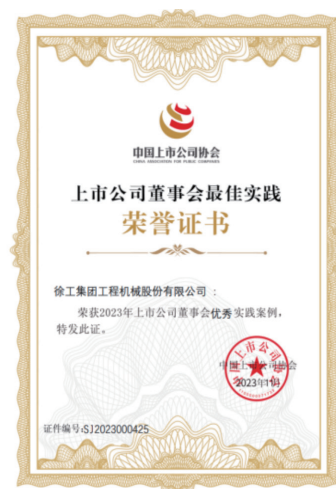 中国上市公司协会
CHINA ASSOCIATION FOR PUBLIC COMPANIES
上市公司董事会最佳实践
荣誉证书
徐工集团工程机械股份有限公司 :
荣获2023年上市公司董事会优秀实践案例,
特发此证。
中国上市公司协会
2023年11月
证件编号:SJ2023000425